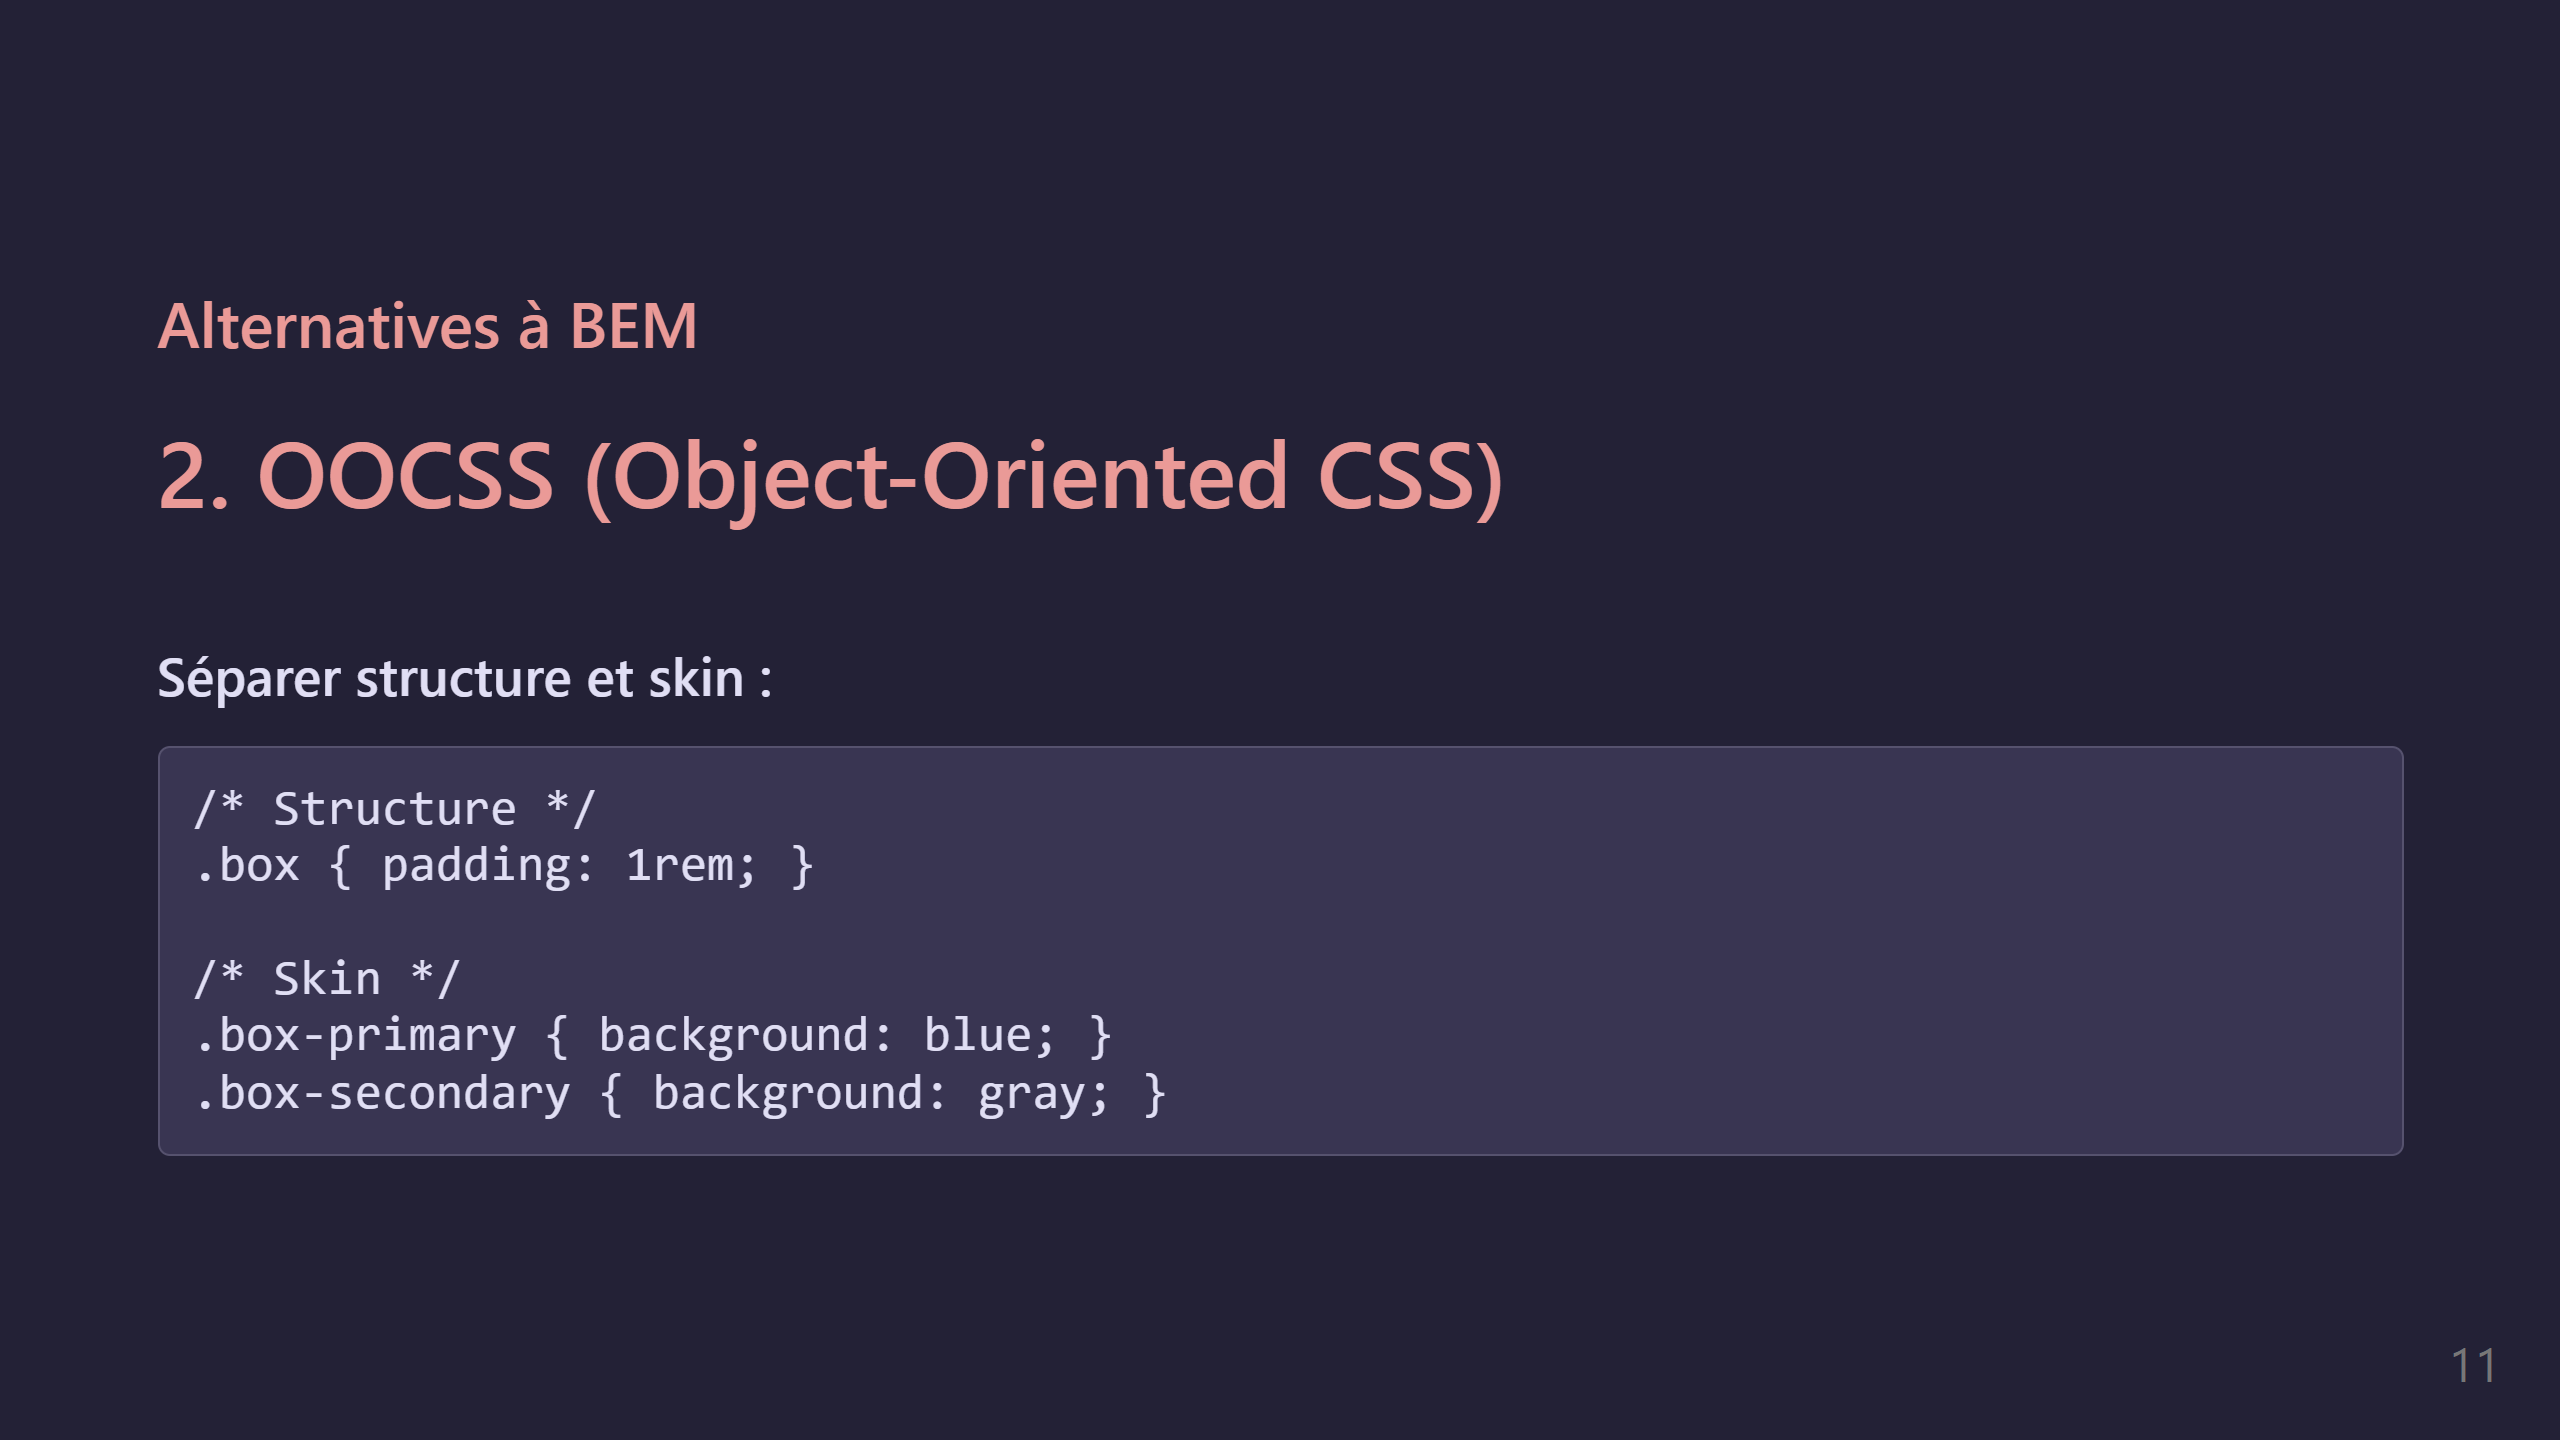 Alternatives à BEM
2. OOCSS (Object-Oriented CSS)
Séparer structure et skin :
/* Structure */
.box { padding: 1rem; }
/* Skin */
.box-primary { background: blue; }
.box-secondary { background: gray; }
11